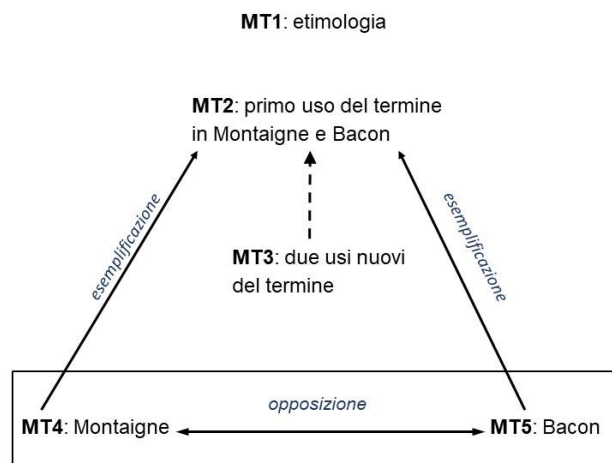 MT1: etimologia
MT2: primo uso del termine
in Montaigne e Bacon
esemplificazione
esemplificazione
MT3: due usi nuovi
del termine
opposizione
MT4: Montaigne
MT5: Bacon